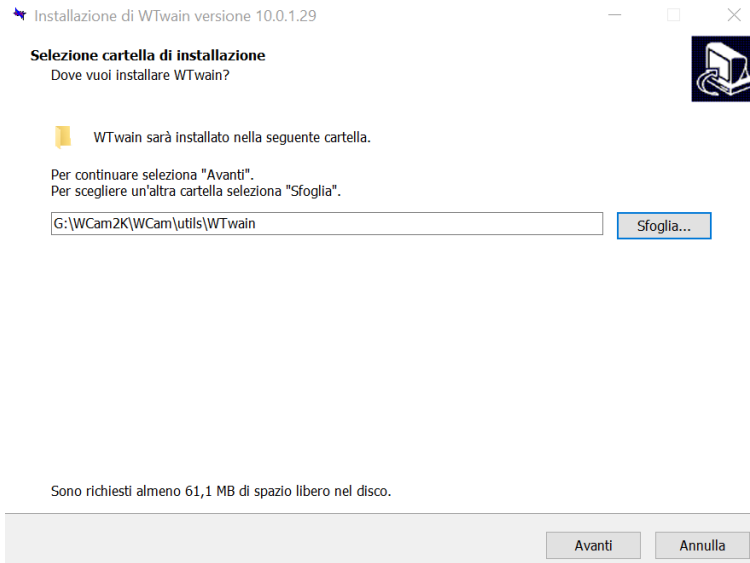 Installazione di WTwain versione 10.0.1.29
Selezione cartella di installazione
Dove vuoi installare WTwain?
WTwain sarà installato nella seguente cartella.
Per continuare seleziona "Avanti".
Per scegliere un'altra cartella seleziona "Sfoglia".
G:\WCam2K\WCam\utils\WTwain
Sfoglia...
Sono richiesti almeno 61,1 MB di spazio libero nel disco.
Avanti
Annulla